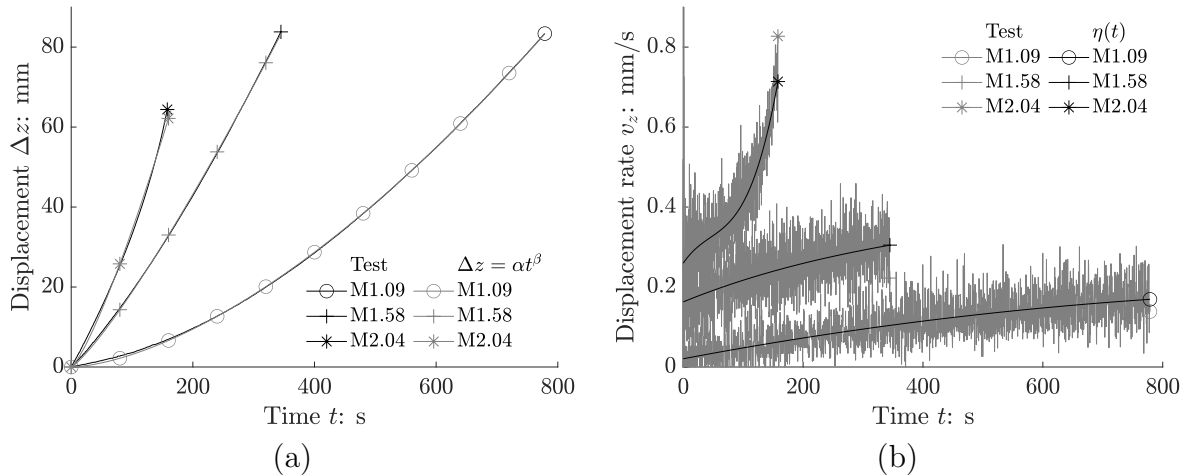 Displacement Δz: mm
80
60
40
20
0
0 200 400 600 800
Time t: s
Test Δz = αt^β
M1.09 M1.09
M1.58 M1.58
M2.04 M2.04
(a)
Displacement rate v_z: mm/s
0.8
0.6
0.4
0.2
0
0 200 400 600 800
Time t: s
Test η(t)
M1.09 M1.09
M1.58 M1.58
M2.04 M2.04
(b)